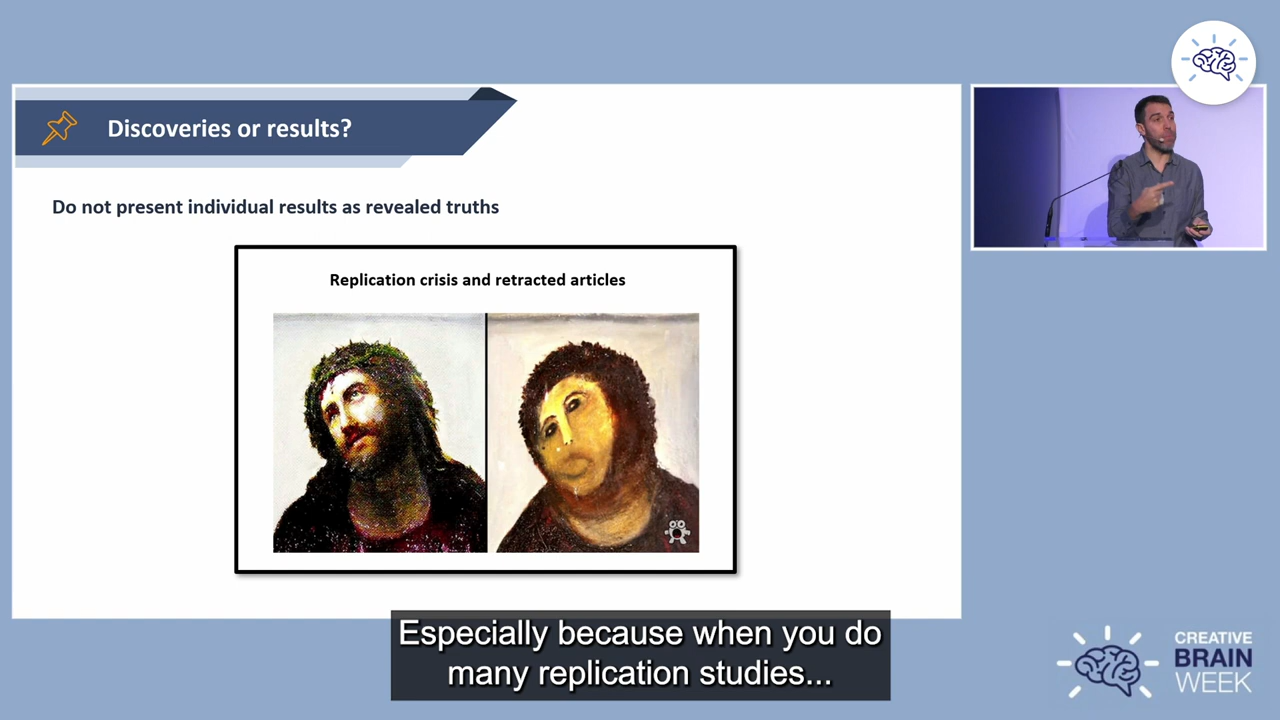 Discoveries or results?
Do not present individual results as revealed truths
Replication crisis and retracted articles
Especially because when you do
many replication studies...
CREATIVE
BRAIN
WEEK